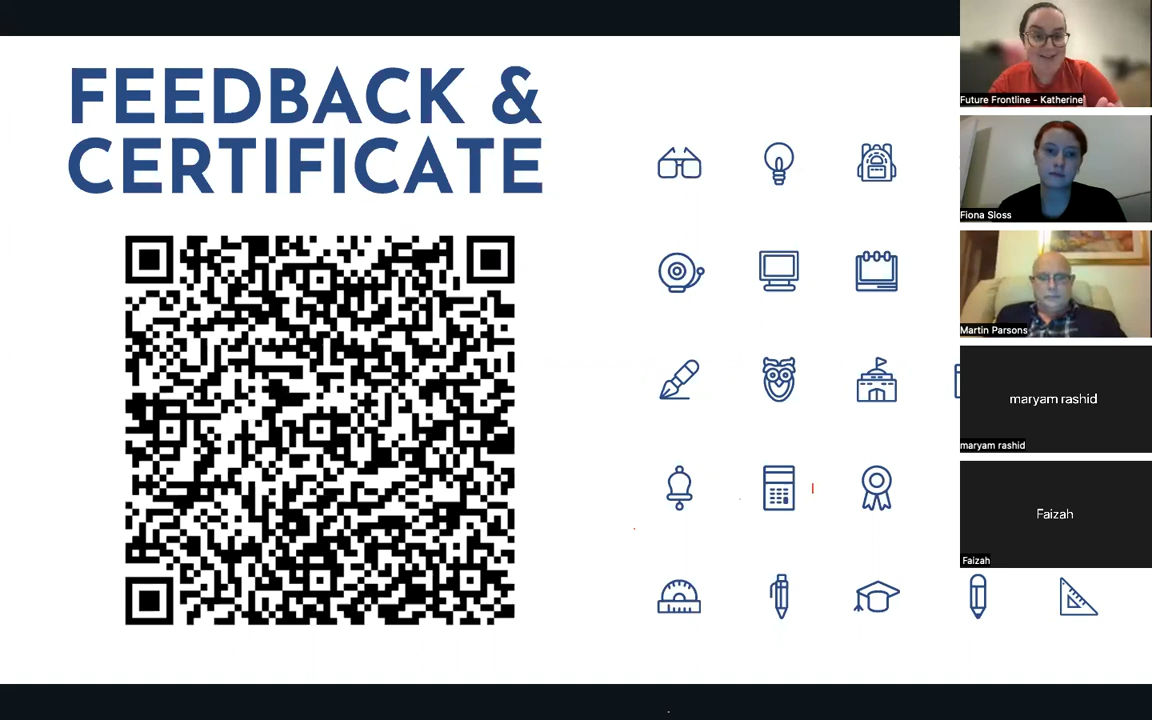 FEEDBACK &
CERTIFICATE
Future Frontline - Katherine
Fiona Sloss
Martin Parsons
maryam rashid
maryam rashid
Faizah
Faizah